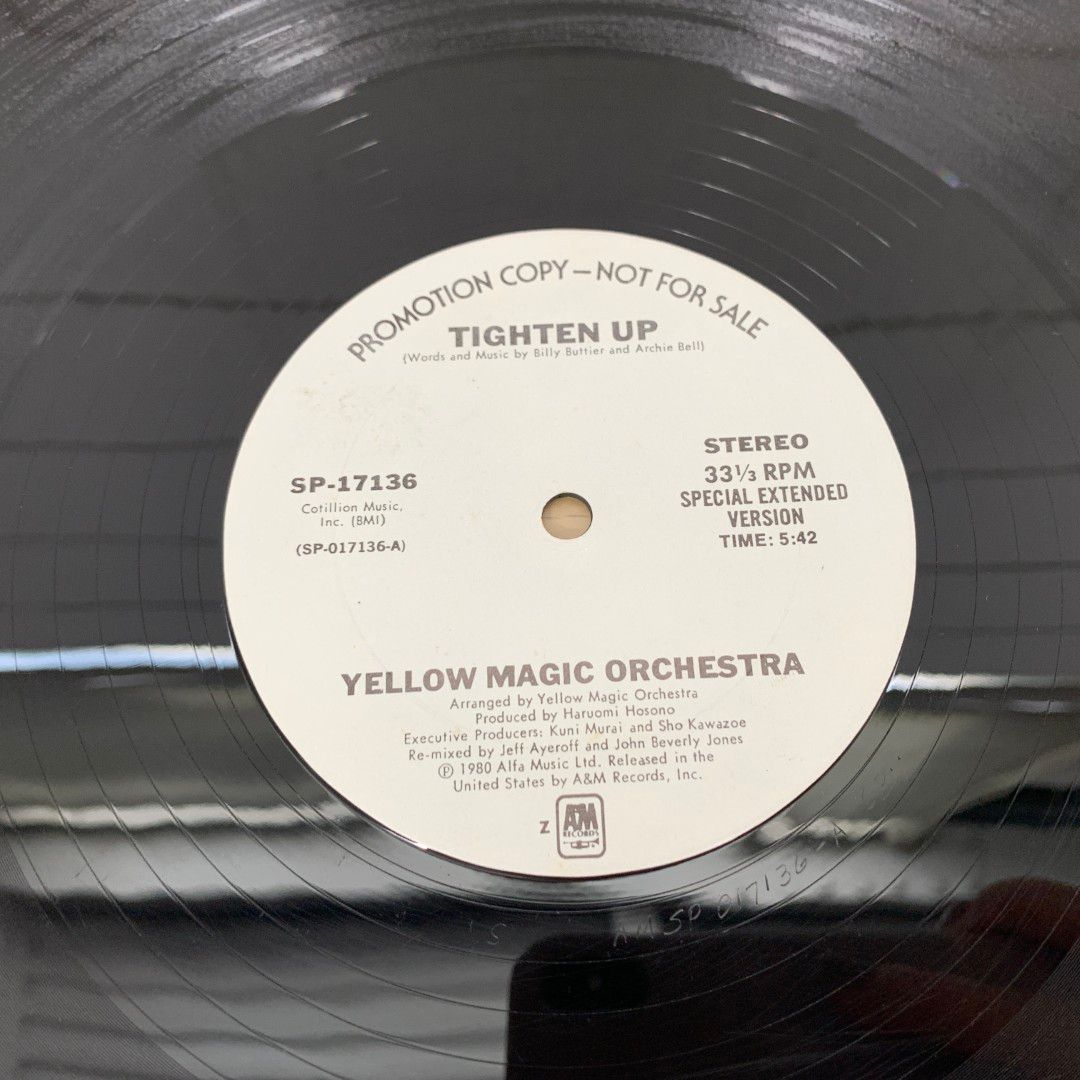 PROMOTION COPY—NOT FOR SALE
TIGHTEN UP
(Words and Music by Billy Buttier and Archie Bell)
SP-17136
Cotillion Music,
Inc. (BMI)
(SP-017136-A)
STEREO
33⅓ RPM
SPECIAL EXTENDED
VERSION
TIME: 5:42
YELLOW MAGIC ORCHESTRA
Arranged by Yellow Magic Orchestra
Produced by Haruomi Hosono
Executive Producers: Kuni Murai and Sho Kawazoe
Re-mixed by Jeff Ayeroff and John Beverly Jones
℗ 1980 Alfa Music Ltd. Released in the
United States by A&M Records, Inc.
Z
A&M
RECORDS
S
SP 017136